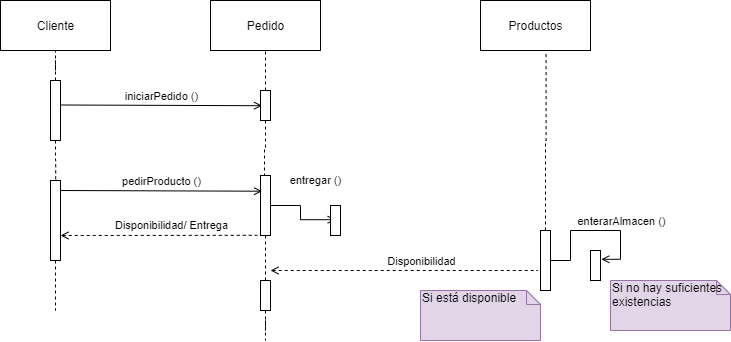 Cliente
Pedido
Productos
iniciarPedido ()
pedirProducto ()
entregar ()
Disponibilidad/ Entrega
enterarAlmacen ()
Disponibilidad
Si está disponible
Si no hay suficientes
existencias